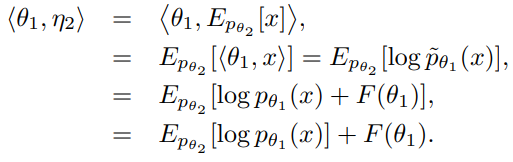 ⟨θ₁, η₂⟩ = ⟨θ₁, E_{p_{θ₂}}[x]⟩,
= E_{p_{θ₂}}[⟨θ₁, x⟩] = E_{p_{θ₂}}[log p̃_{θ₁}(x)],
= E_{p_{θ₂}}[log p_{θ₁}(x) + F(θ₁)],
= E_{p_{θ₂}}[log p_{θ₁}(x)] + F(θ₁).